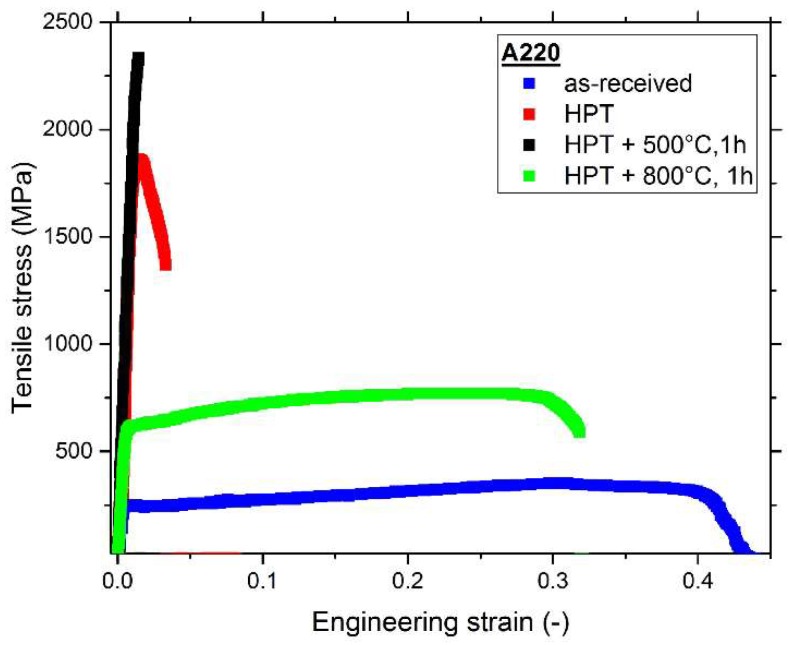 2500
2000
1500
1000
500
Tensile stress (MPa)
A220
as-received
HPT
HPT + 500°C,1h
HPT + 800°C, 1h
0.0 0.1 0.2 0.3 0.4
Engineering strain (-)